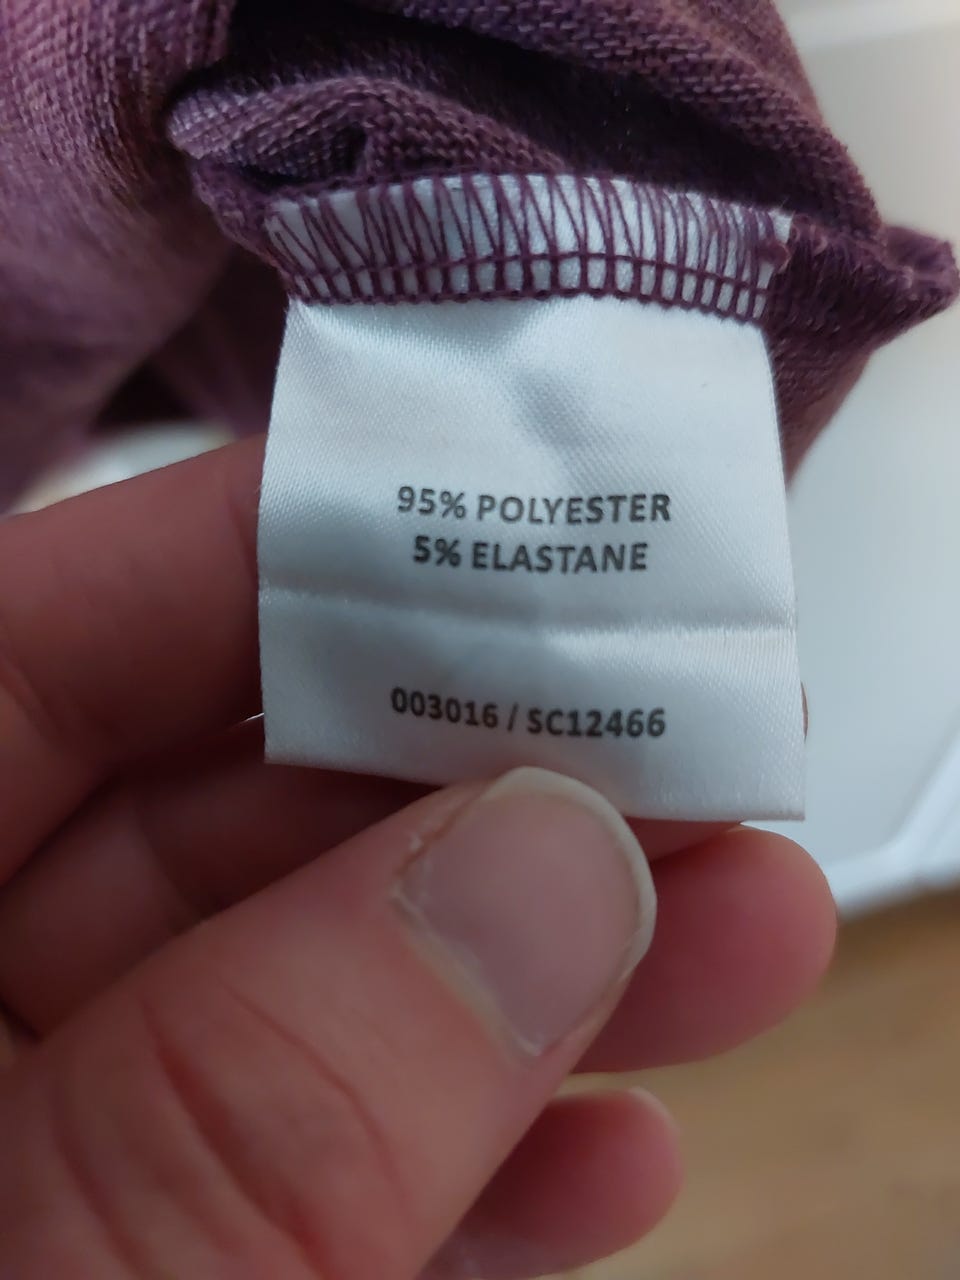 95% POLYESTER
5% ELASTANE
003016 / SC12466